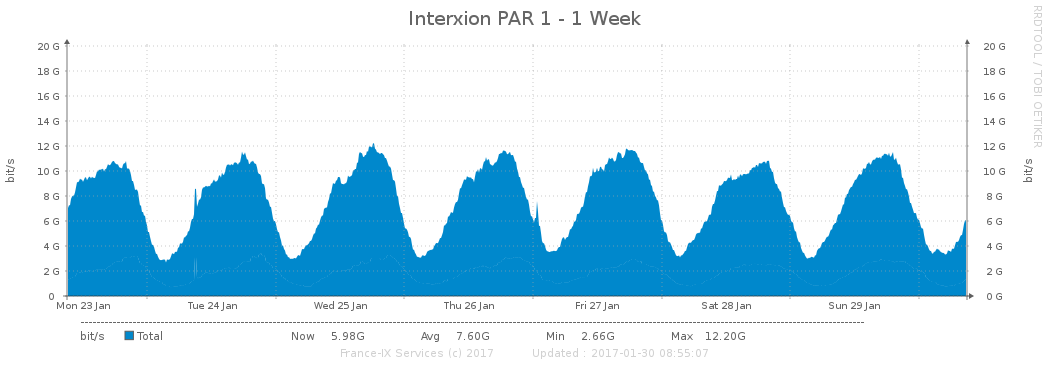 Interxion PAR 1 - 1 Week
RRDTOOL / TOBI OETIKER
bit/s
20 G 20 G
18 G 18 G
16 G 16 G
14 G 14 G
12 G 12 G
10 G 10 G
8 G 8 G
6 G 6 G
4 G 4 G
2 G 2 G
0 0 G
bit/s
Mon 23 Jan Tue 24 Jan Wed 25 Jan Thu 26 Jan Fri 27 Jan Sat 28 Jan Sun 29 Jan
bit/s Total Now 5.98G Avg 7.60G Min 2.66G Max 12.20G
France-IX Services (c) 2017 Updated : 2017-01-30 08:55:07